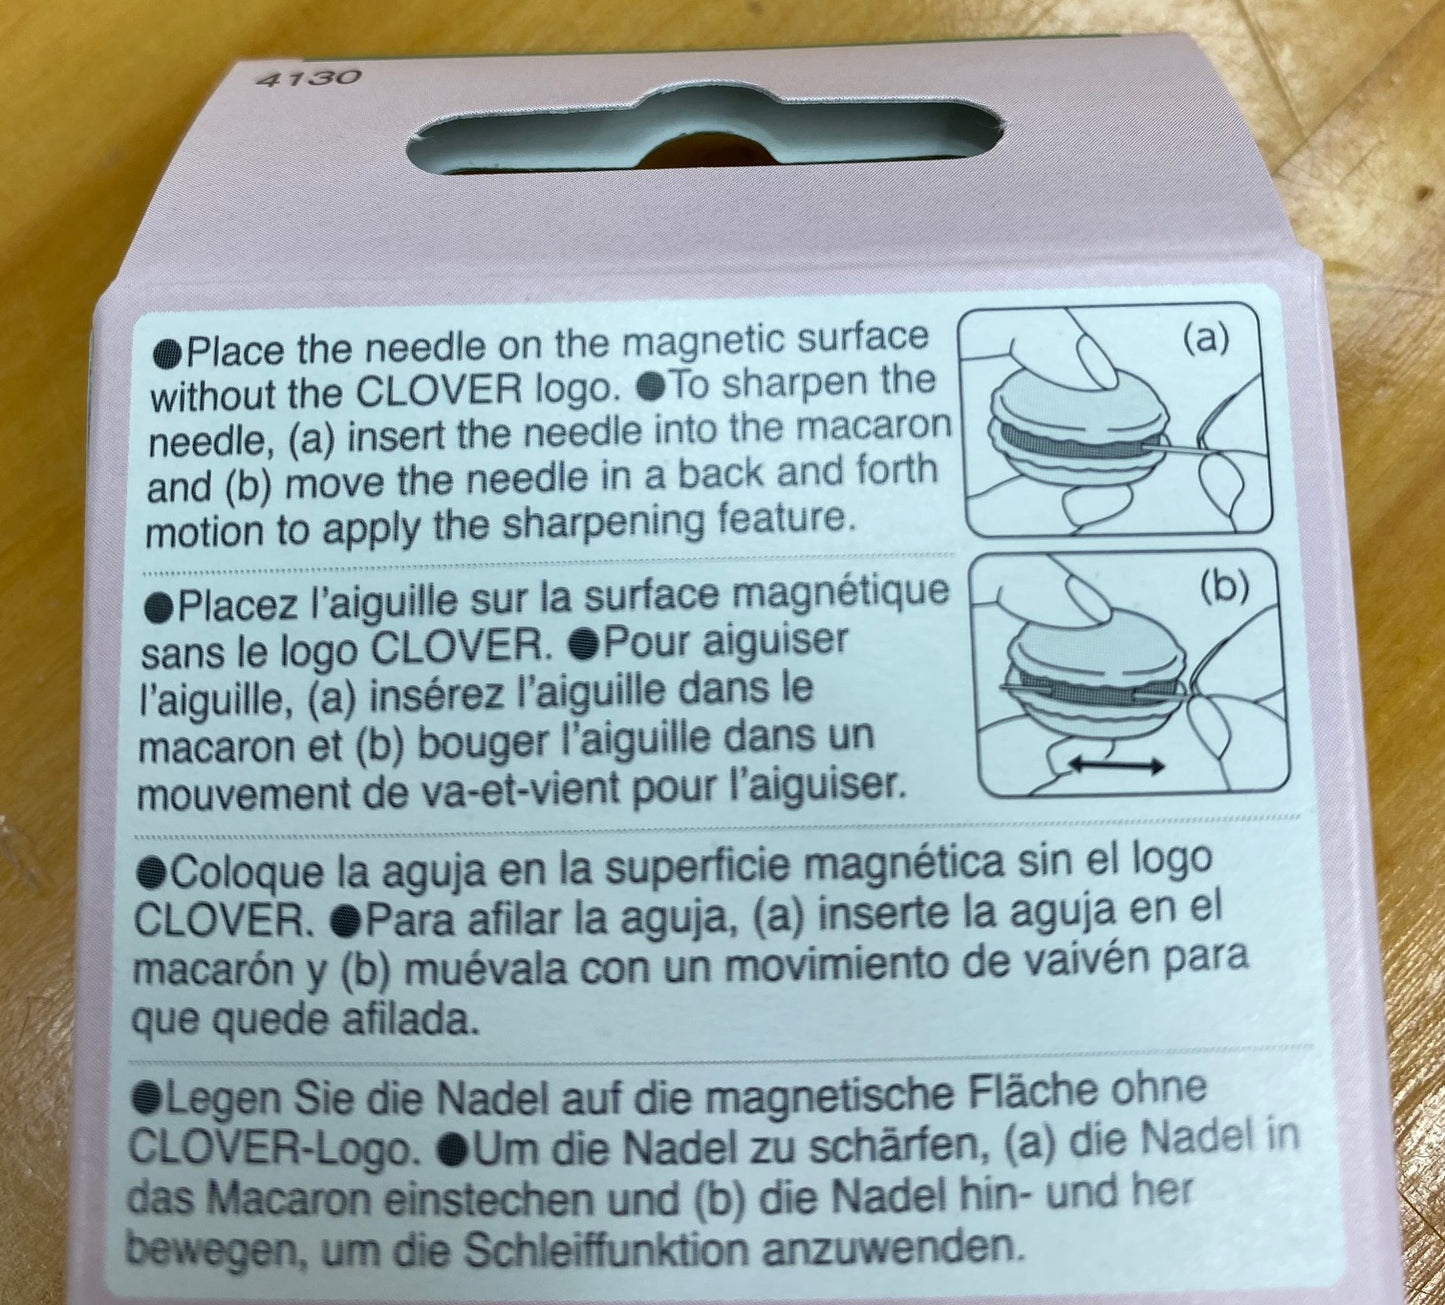 4130
●Place the needle on the magnetic surface
without the CLOVER logo. ●To sharpen the
needle, (a) insert the needle into the macaron
and (b) move the needle in a back and forth
motion to apply the sharpening feature.
(a)
●Placez l'aiguille sur la surface magnétique
sans le logo CLOVER. ●Pour aiguiser
l'aiguille, (a) insérez l'aiguille dans le
macaron et (b) bouger l'aiguille dans un
mouvement de va-et-vient pour l'aiguiser.
(b)
●Coloque la aguja en la superficie magnética sin el logo
CLOVER. ●Para afilar la aguja, (a) inserte la aguja en el
macarón y (b) muévala con un movimiento de vaivén para
que quede afilada.
●Legen Sie die Nadel auf die magnetische Fläche ohne
CLOVER-Logo. ●Um die Nadel zu schärfen, (a) die Nadel in
das Macaron einstechen und (b) die Nadel hin- und her
bewegen, um die Schleiffunktion anzuwenden.